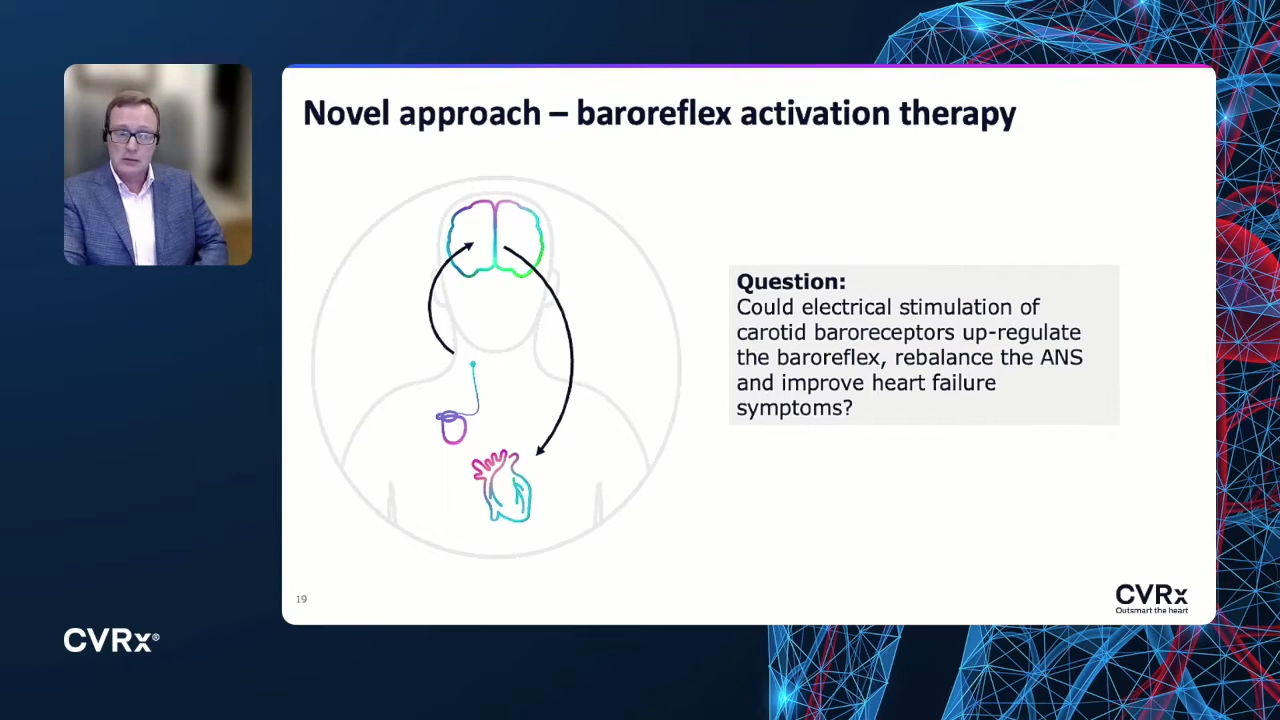 Novel approach – baroreflex activation therapy
Question:
Could electrical stimulation of
carotid baroreceptors up-regulate
the baroreflex, rebalance the ANS
and improve heart failure
symptoms?
19
CVRx
Outsmart the heart
CVRx®